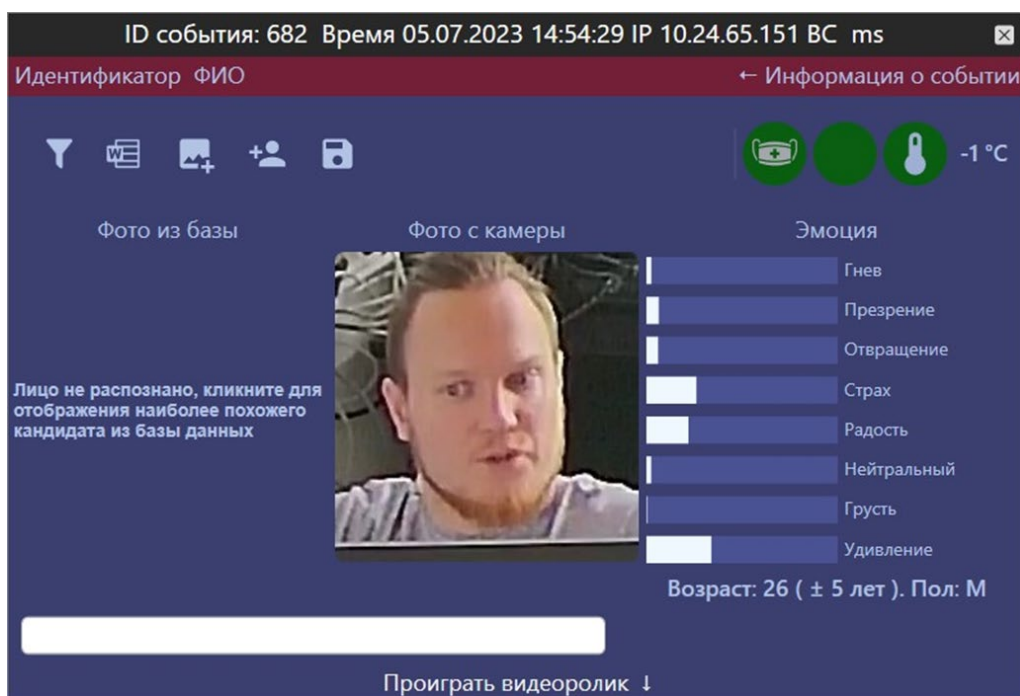 ID события: 682 Время 05.07.2023 14:54:29 IP 10.24.65.151 ВС ms
Идентификатор ФИО ← Информация о событии
W
-1 °C
Фото из базы
Фото с камеры
Эмоция
Лицо не распознано, кликните для
отображения наиболее похожего
кандидата из базы данных
Гнев
Презрение
Отвращение
Страх
Радость
Нейтральный
Грусть
Удивление
Возраст: 26 ( ± 5 лет ). Пол: М
Проиграть видеоролик ↓